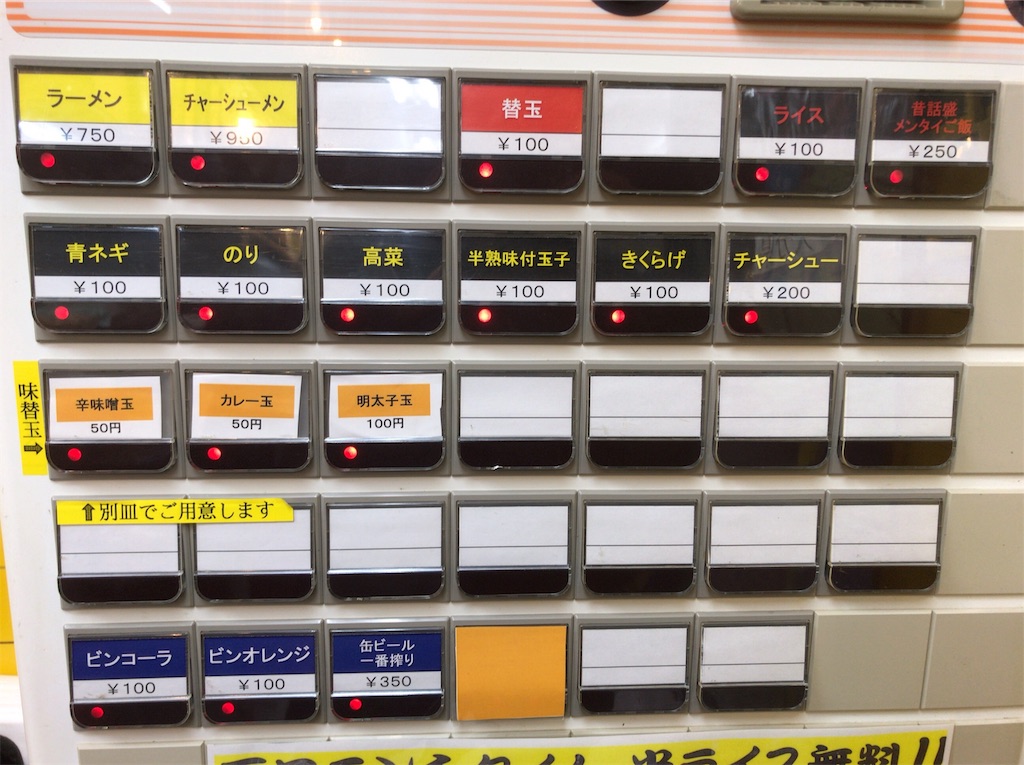 ラーメン
¥750
チャーシューメン
¥950
替玉
¥100
ライス
¥100
昔話盛
メンタイご飯
¥250
青ネギ
¥100
のり
¥100
高菜
¥100
半熟味付玉子
¥100
きくらげ
¥100
チャーシュー
¥200
味替玉⇨
辛味噌玉
50円
カレー玉
50円
明太子玉
100円
⇧別皿でご用意します
ビンコーラ
¥100
ビンオレンジ
¥100
缶ビール
一番搾り
¥350
半ライス無料!!